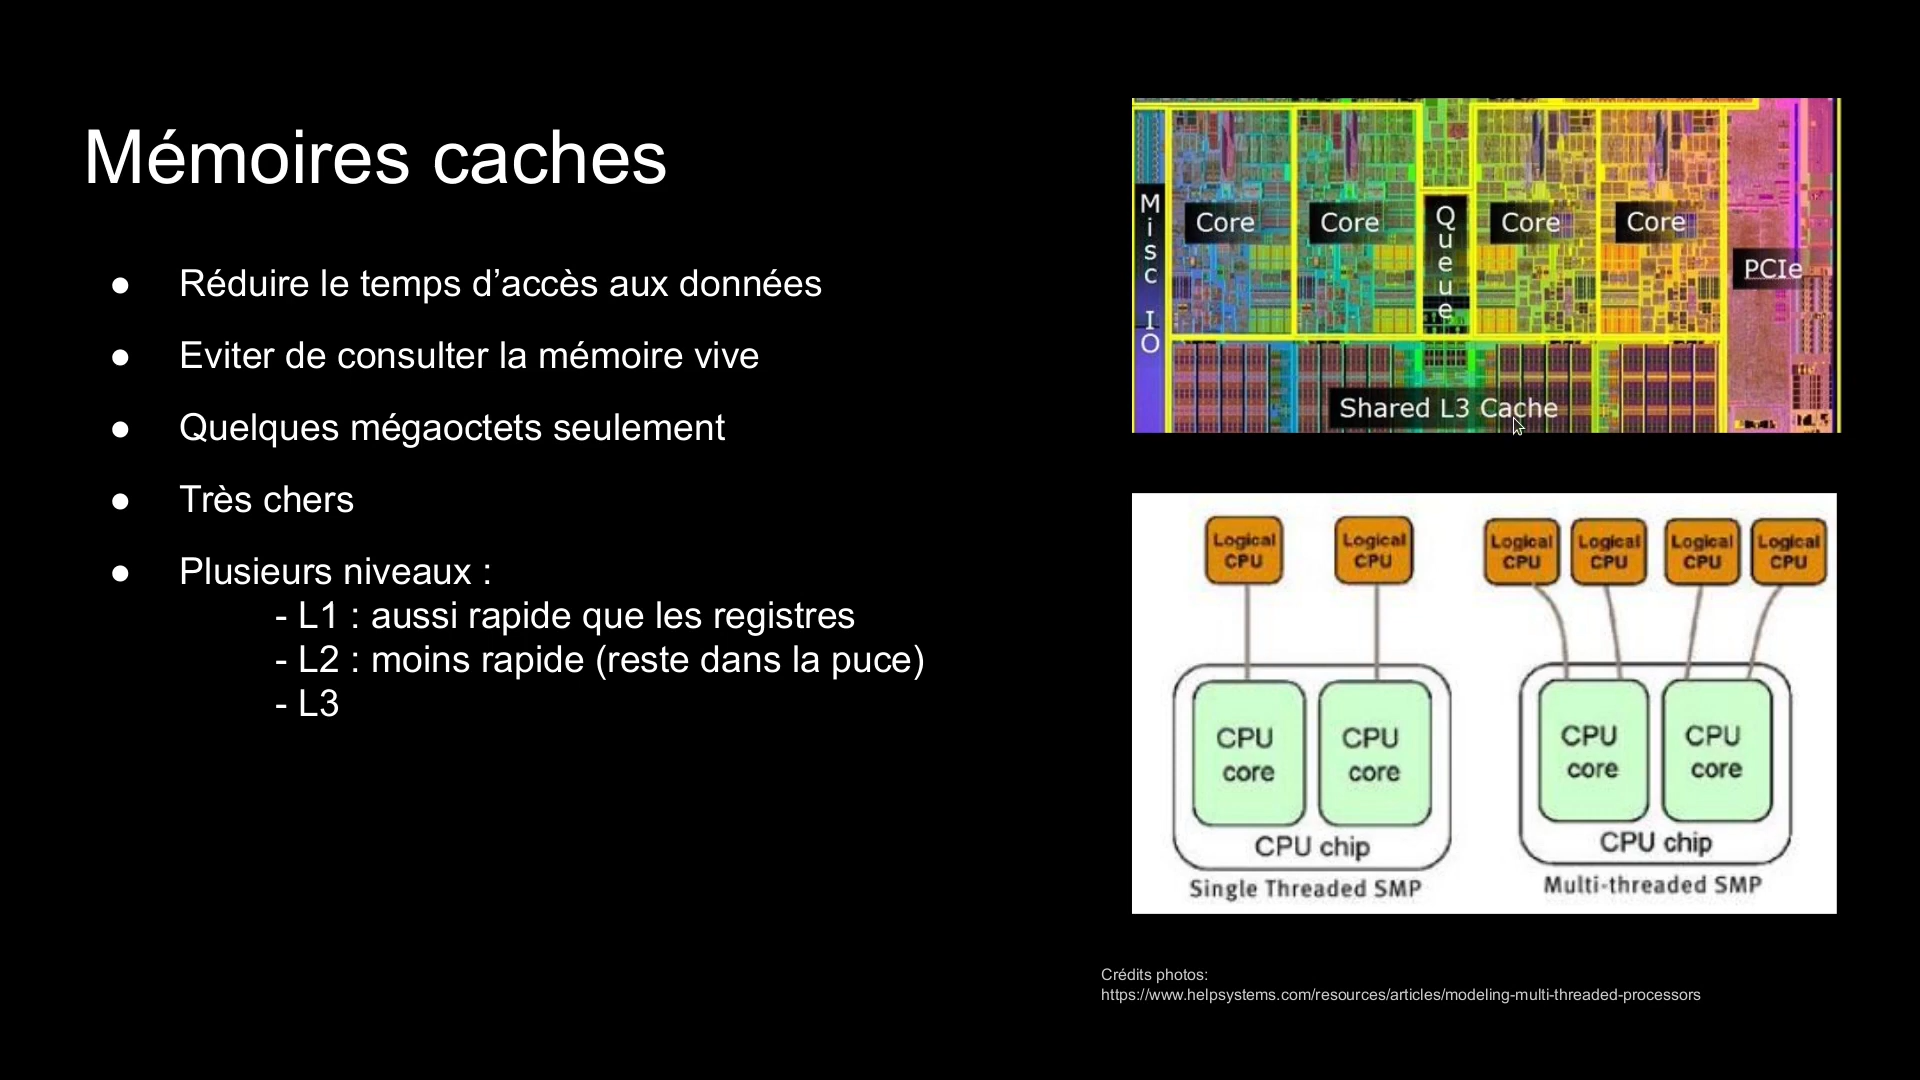 Mémoires caches
● Réduire le temps d’accès aux données
● Eviter de consulter la mémoire vive
● Quelques mégaoctets seulement
● Très chers
● Plusieurs niveaux :
- L1 : aussi rapide que les registres
- L2 : moins rapide (reste dans la puce)
- L3
Misc IO
Core
Core
Queue
Core
Core
PCIe
Shared L3 Cache
Logical CPU
Logical CPU
Logical CPU
Logical CPU
Logical CPU
Logical CPU
CPU core
CPU core
CPU chip
Single Threaded SMP
CPU core
CPU core
CPU chip
Multi-threaded SMP
Crédits photos:
https://www.helpsystems.com/resources/articles/modeling-multi-threaded-processors